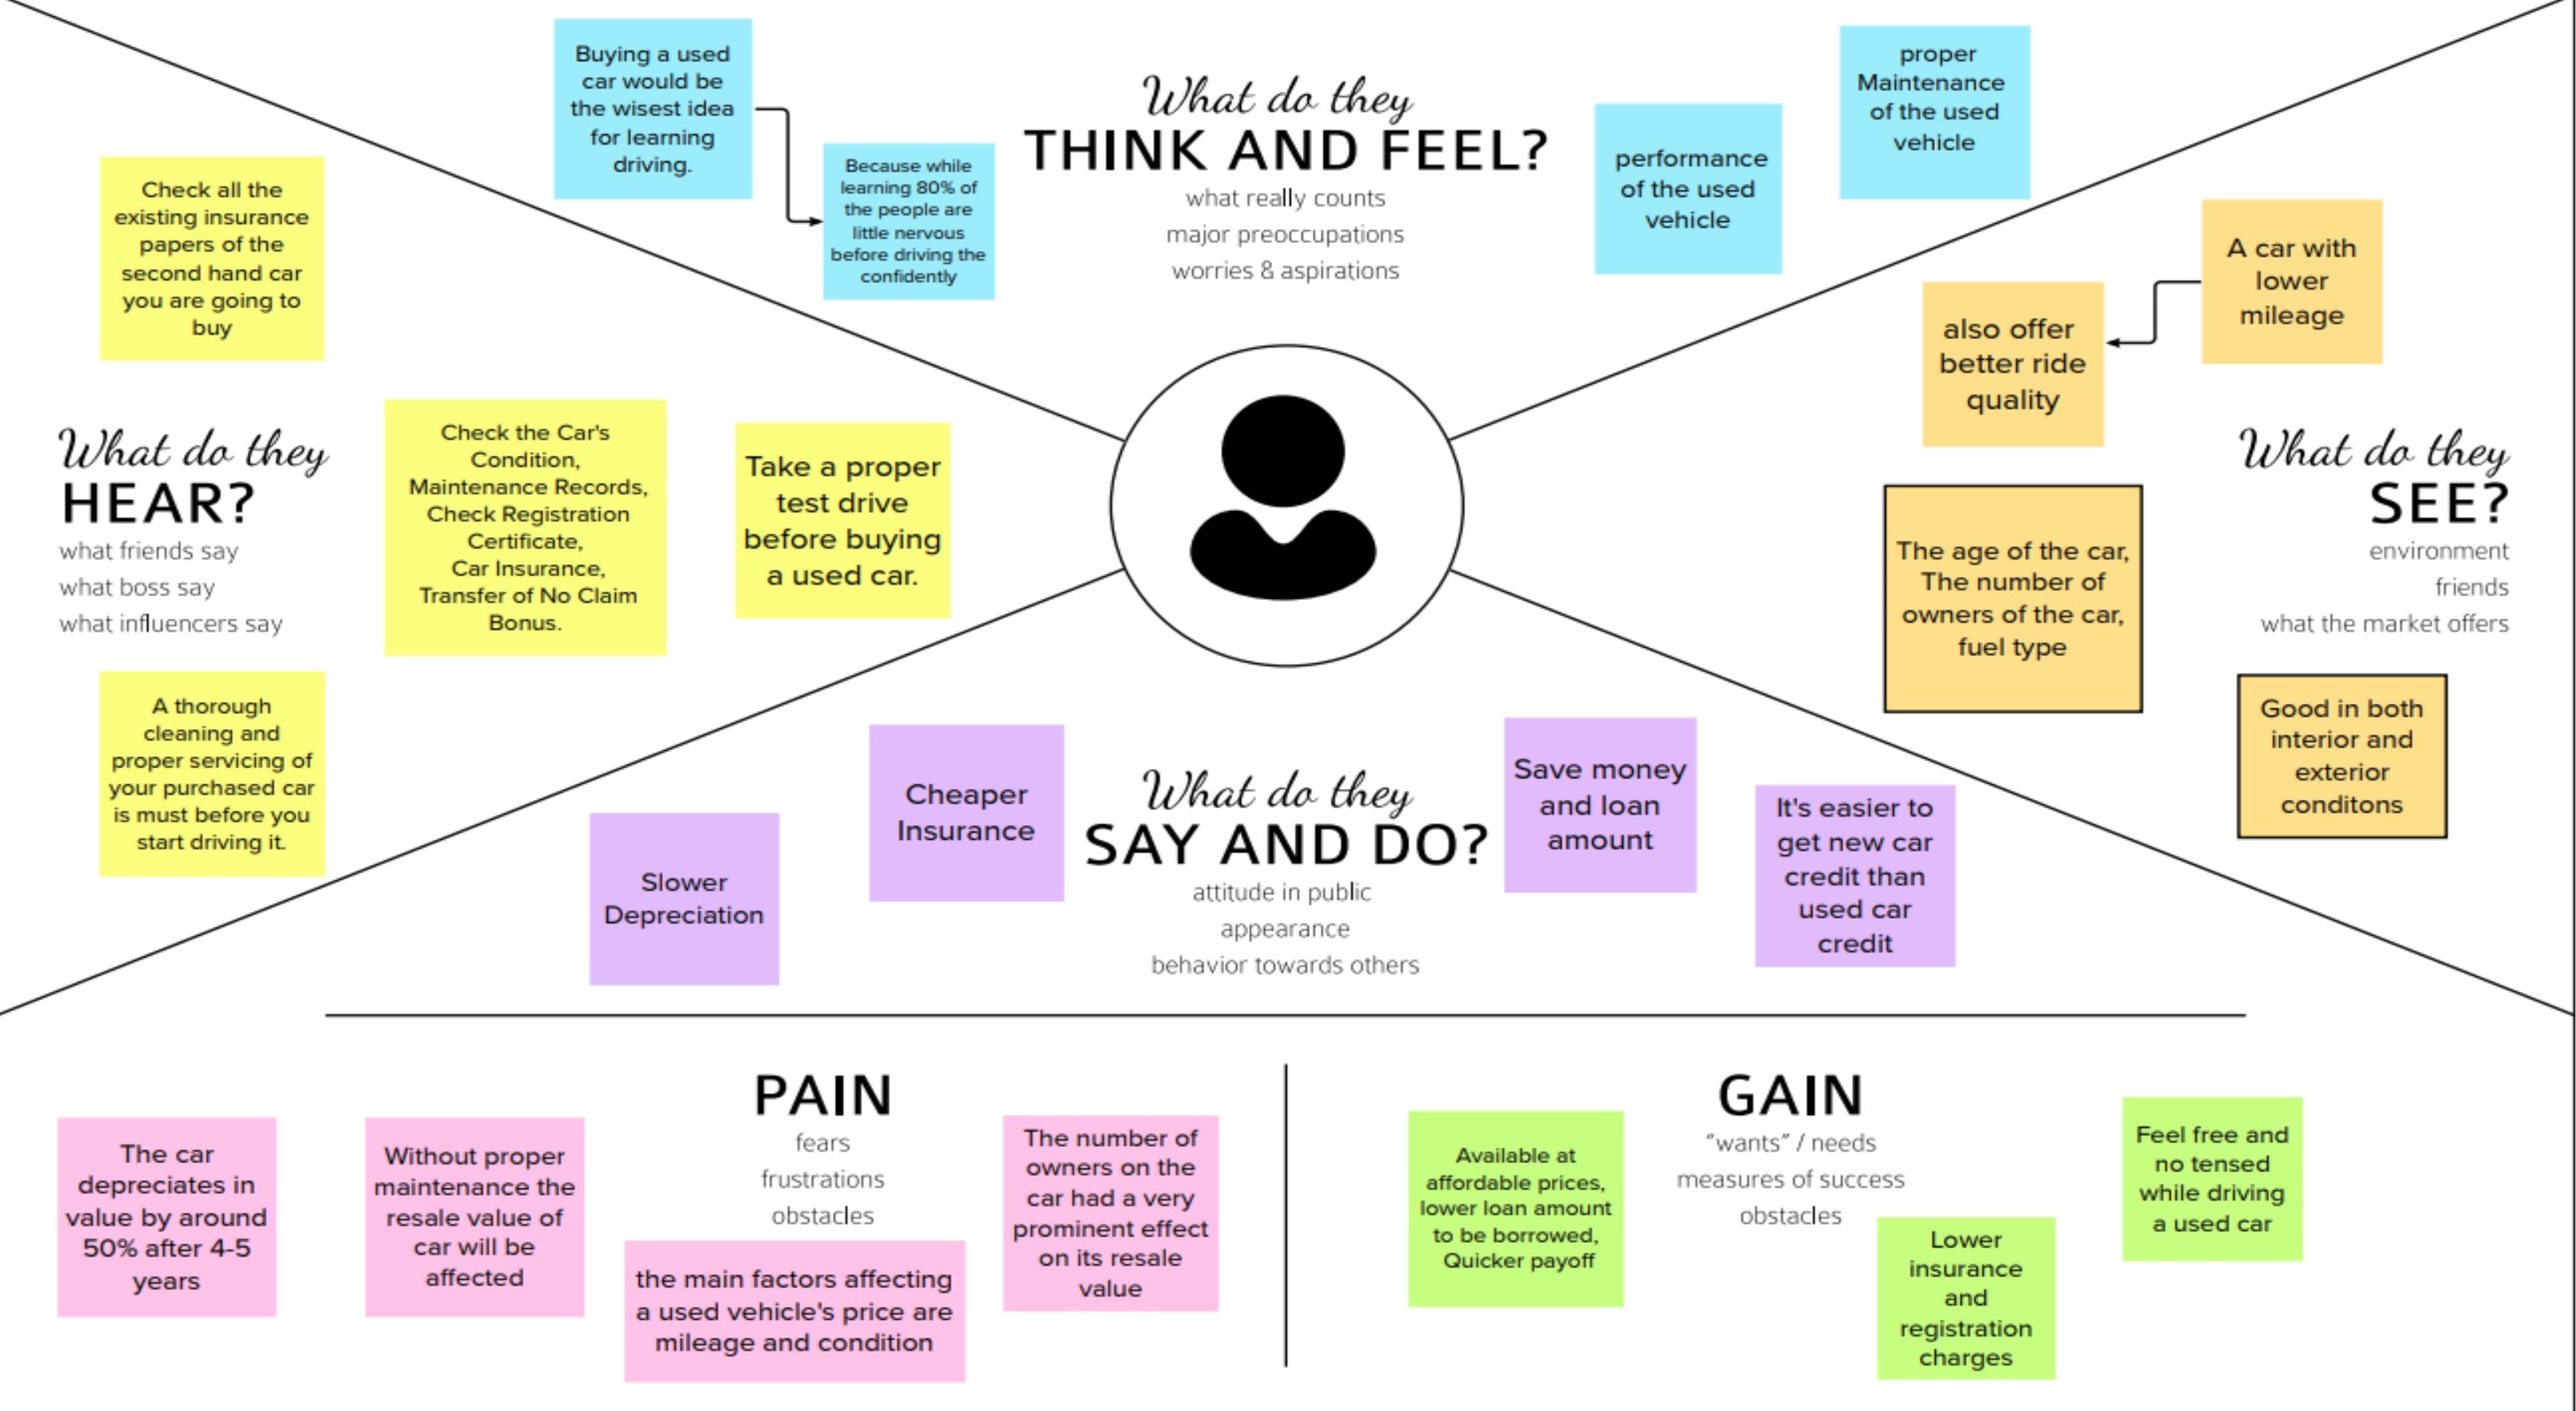 Buying a used
car would be
the wisest idea
for learning
driving.
Because while
learning 80% of
the people are
little nervous
before driving the
confidently
What do they
THINK AND FEEL?
what really counts
major preoccupations
worries & aspirations
performance
of the used
vehicle
proper
Maintenance
of the used
vehicle
Check all the
existing insurance
papers of the
second hand car
you are going to
buy
What do they
HEAR?
what friends say
what boss say
what influencers say
Check the Car's
Condition,
Maintenance Records,
Check Registration
Certificate,
Car Insurance,
Transfer of No Claim
Bonus.
Take a proper
test drive
before buying
a used car.
A thorough
cleaning and
proper servicing of
your purchased car
is must before you
start driving it.
A car with
lower
mileage
also offer
better ride
quality
What do they
SEE?
environment
friends
what the market offers
The age of the car,
The number of
owners of the car,
fuel type
Good in both
interior and
exterior
conditons
Slower
Depreciation
Cheaper
Insurance
What do they
SAY AND DO?
attitude in public
appearance
behavior towards others
Save money
and loan
amount
It's easier to
get new car
credit than
used car
credit
PAIN
fears
frustrations
obstacles
The car
depreciates in
value by around
50% after 4-5
years
Without proper
maintenance the
resale value of
car will be
affected
the main factors affecting
a used vehicle's price are
mileage and condition
The number of
owners on the
car had a very
prominent effect
on its resale
value
GAIN
"wants" / needs
measures of success
obstacles
Available at
affordable prices,
lower loan amount
to be borrowed,
Quicker payoff
Lower
insurance
and
registration
charges
Feel free and
no tensed
while driving
a used car